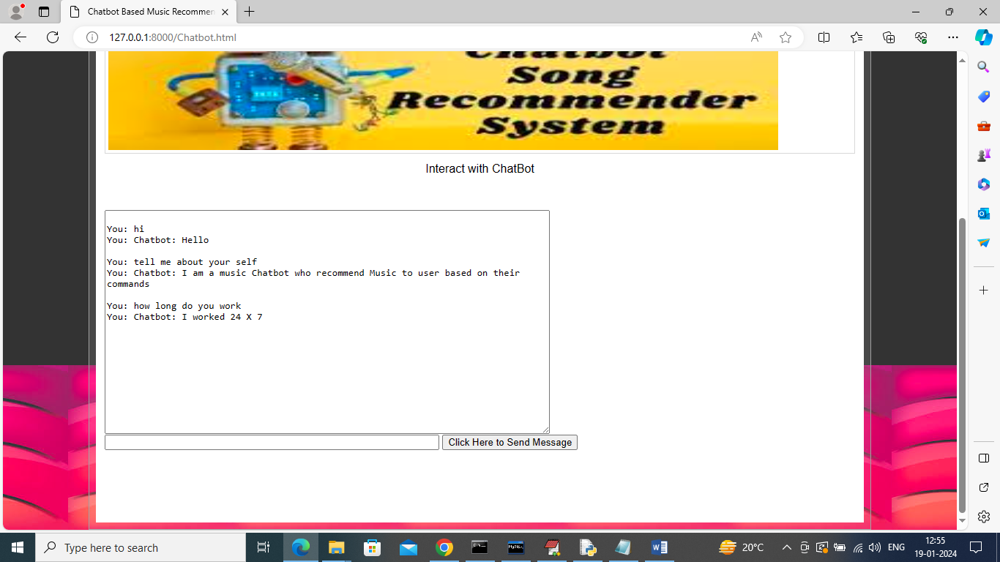 Chatbot Based Music Recommen
127.0.0.1:8000/Chatbot.html
Chatbot
Song
Recommender
System
Interact with ChatBot
You: hi
You: Chatbot: Hello
You: tell me about your self
You: Chatbot: I am a music Chatbot who recommend Music to user based on their
commands
You: how long do you work
You: Chatbot: I worked 24 X 7
Click Here to Send Message
Type here to search
20°C
ENG
12:55
19-01-2024